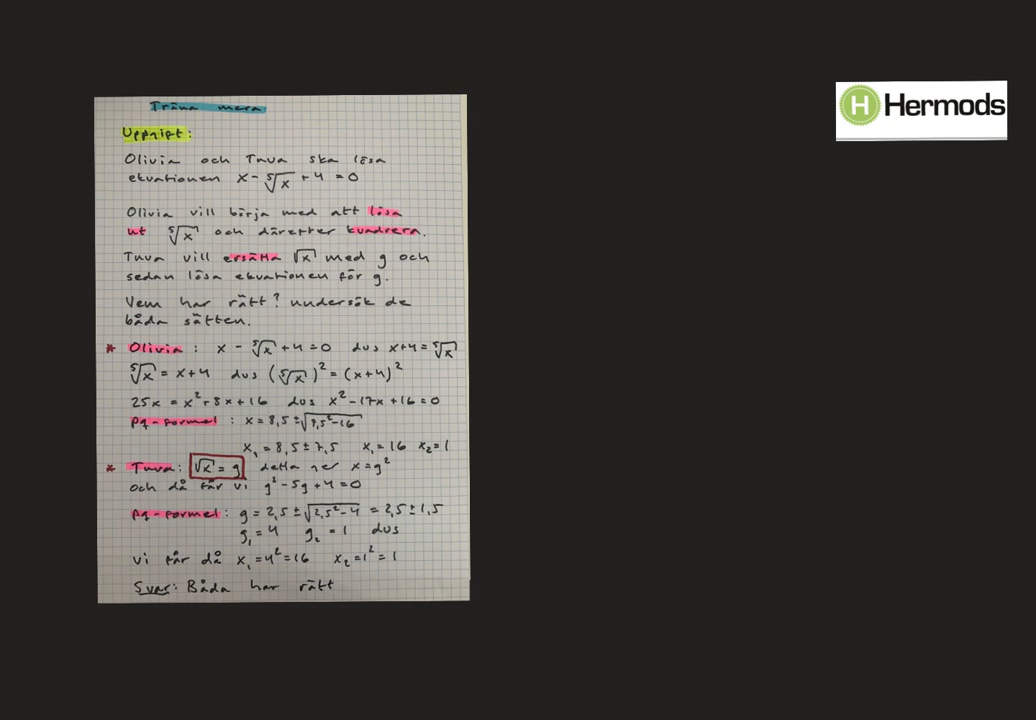 Träna mera
Uppgift:
Olivia och Tuva ska lösa
ekvationen x - ⁵√x + 4 = 0
Olivia vill börja med att lösa
ut ⁵√x och därefter kvadrera.
Tuva vill ersätta √x med g och
sedan lösa ekvationen för g.
Vem har rätt? undersök de
båda sätten.
* Olivia: x - ⁵√x + 4 = 0 dvs x+4 = ⁵√x
⁵√x = x+4 dvs (⁵√x)² = (x+4)²
25x = x² + 8x + 16 dvs x² - 17x + 16 = 0
Pq-formel: x = 8,5 ± √8,5² - 16
x₁ = 8,5 ± 7,5 x₁ = 16 x₂ = 1
* Tuva: √x = g detta ger x = g²
och då får vi g² - 5g + 4 = 0
Pq-formel: g = 2,5 ± √2,5² - 4 = 2,5 ± 1,5
g₁ = 4 g₂ = 1 dvs
vi får då x₁ = 4² = 16 x₂ = 1² = 1
Svar: Båda har rätt
H Hermods